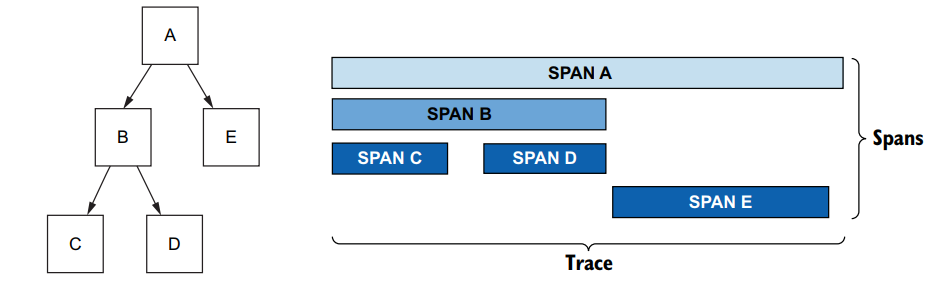 A
B
E
C
D
SPAN A
SPAN B
SPAN C
SPAN D
SPAN E
Spans
Trace